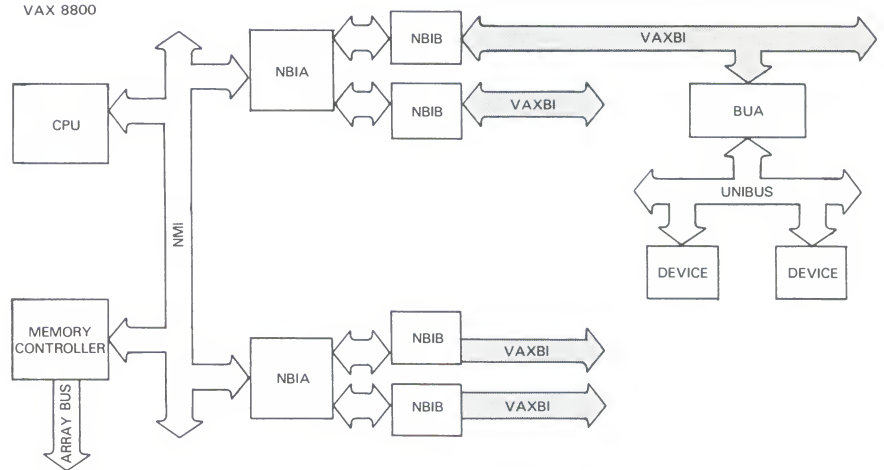 VAX 8800
CPU
NMI
NBIA
NBIB
VAXBI
NBIB
VAXBI
BUA
UNIBUS
DEVICE
DEVICE
MEMORY
CONTROLLER
ARRAY BUS
NBIA
NBIB
VAXBI
NBIB
VAXBI